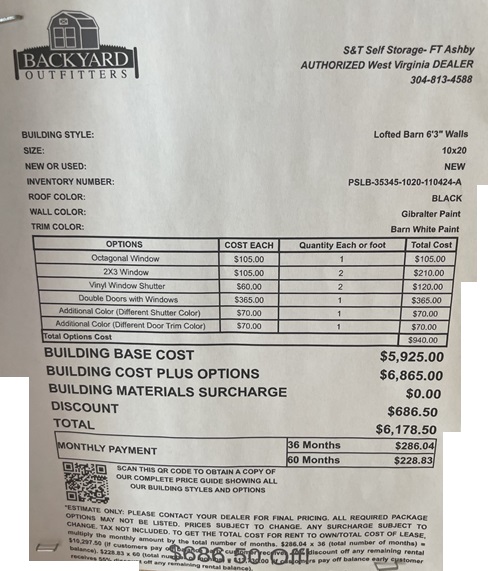 BACKYARD
OUTFITTERS
S&T Self Storage- FT Ashby
AUTHORIZED West Virginia DEALER
304-813-4588
BUILDING STYLE: Lofted Barn 6'3" Walls
SIZE: 10x20
NEW OR USED: NEW
INVENTORY NUMBER: PSLB-35345-1020-110424-A
ROOF COLOR: BLACK
WALL COLOR: Gibralter Paint
TRIM COLOR: Barn White Paint
OPTIONS COST EACH Quantity Each or foot Total Cost
Octagonal Window $105.00 1 $105.00
2X3 Window $105.00 2 $210.00
Vinyl Window Shutter $60.00 2 $120.00
Double Doors with Windows $365.00 1 $365.00
Additional Color (Different Shutter Color) $70.00 1 $70.00
Additional Color (Different Door Trim Color) $70.00 1 $70.00
Total Options Cost $940.00
BUILDING BASE COST $5,925.00
BUILDING COST PLUS OPTIONS $6,865.00
BUILDING MATERIALS SURCHARGE $0.00
DISCOUNT $686.50
TOTAL $6,178.50
MONTHLY PAYMENT 36 Months $286.04
60 Months $228.83
SCAN THIS QR CODE TO OBTAIN A COPY OF
OUR COMPLETE PRICE GUIDE SHOWING ALL
OUR BUILDING STYLES AND OPTIONS
*ESTIMATE ONLY: PLEASE CONTACT YOUR DEALER FOR FINAL PRICING. ALL REQUIRED PACKAGE
OPTIONS MAY NOT BE LISTED. PRICES SUBJECT TO CHANGE. ANY SURCHARGE SUBJECT TO
CHANGE. TAX NOT INCLUDED. TO GET THE TOTAL COST FOR RENT TO OWN/TOTAL COST OF LEASE,
multiply the monthly amount by the total number of months. $286.04 x 36 (total number of months) =
$10,297.50 (if customers pay discount off any remaining rental
balance). $228.83 x 60 (total customers pay off balance early customer
receives 50% off any remaining rental balance).
$686.50 Off!